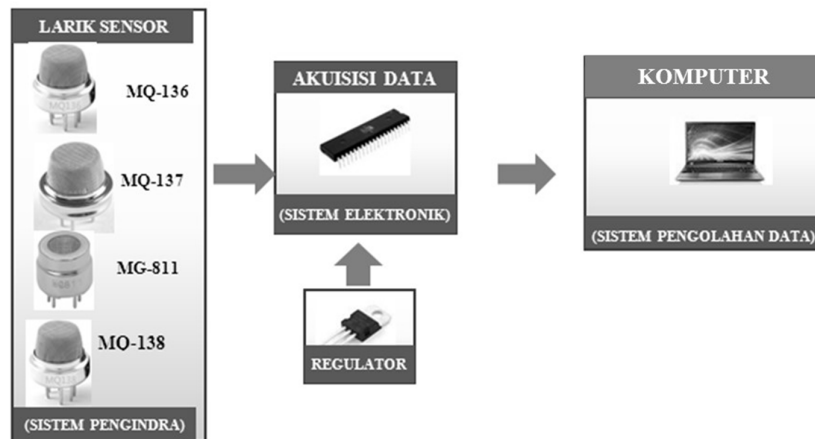 LARIK SENSOR
MQ-136
MQ-137
MG-811
MQ-138
(SISTEM PENGINDRA)
AKUISISI DATA
(SISTEM ELEKTRONIK)
REGULATOR
KOMPUTER
(SISTEM PENGOLAHAN DATA)